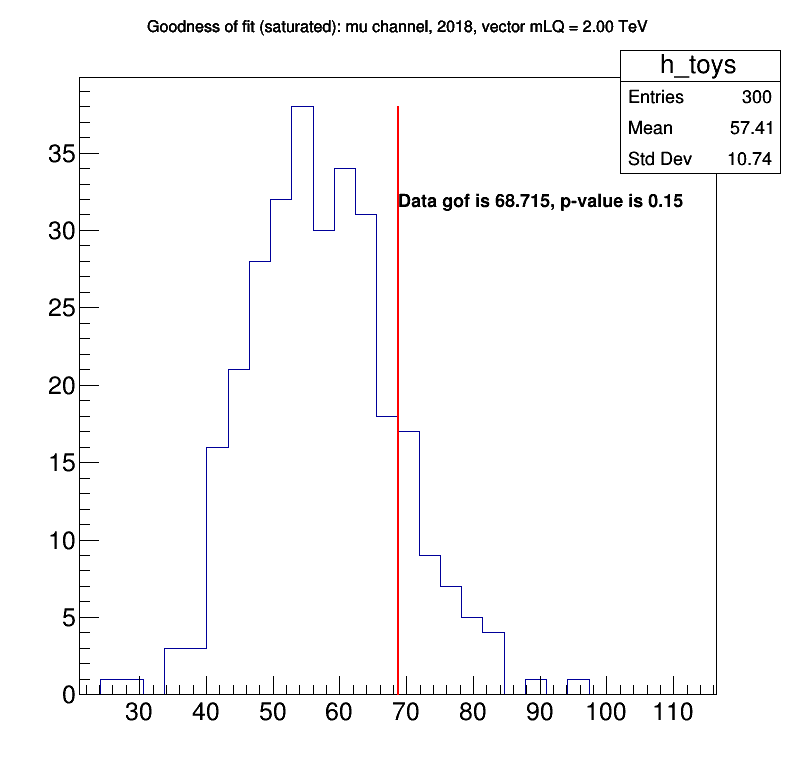 Goodness of fit (saturated): mu channel, 2018, vector mLQ = 2.00 TeV
h_toys
Entries 300
Mean 57.41
Std Dev 10.74
Data gof is 68.715, p-value is 0.15
35
30
25
20
15
10
5
0
30 40 50 60 70 80 90 100 110